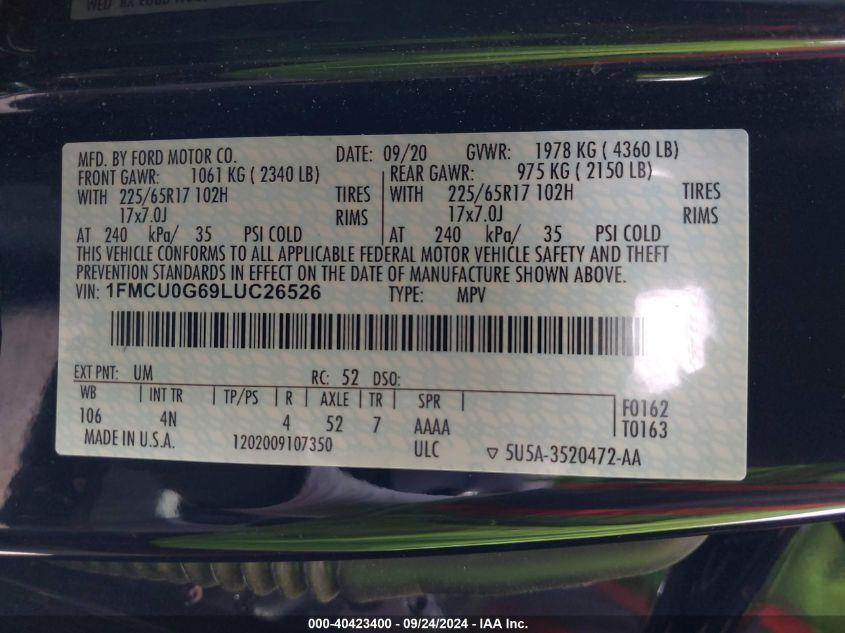 MFD. BY FORD MOTOR CO. DATE: 09/20 GVWR: 1978 KG ( 4360 LB)
FRONT GAWR: 1061 KG ( 2340 LB) REAR GAWR: 975 KG ( 2150 LB)
WITH 225/65R17 102H TIRES WITH 225/65R17 102H TIRES
17x7.0J RIMS 17x7.0J RIMS
AT 240 kPa/ 35 PSI COLD AT 240 kPa/ 35 PSI COLD
THIS VEHICLE CONFORMS TO ALL APPLICABLE FEDERAL MOTOR VEHICLE SAFETY AND THEFT
PREVENTION STANDARDS IN EFFECT ON THE DATE OF MANUFACTURE SHOWN ABOVE.
VIN: 1FMCU0G69LUC26526 TYPE: MPV
EXT PNT: UM RC: 52 DSO:
WB INT TR TP/PS R AXLE TR SPR
106 4N 4 52 7 AAAA F0162
T0163
MADE IN U.S.A. 1202009107350 ULC ▽ 5U5A-3520472-AA
000-40423400 - 09/24/2024 - IAA Inc.